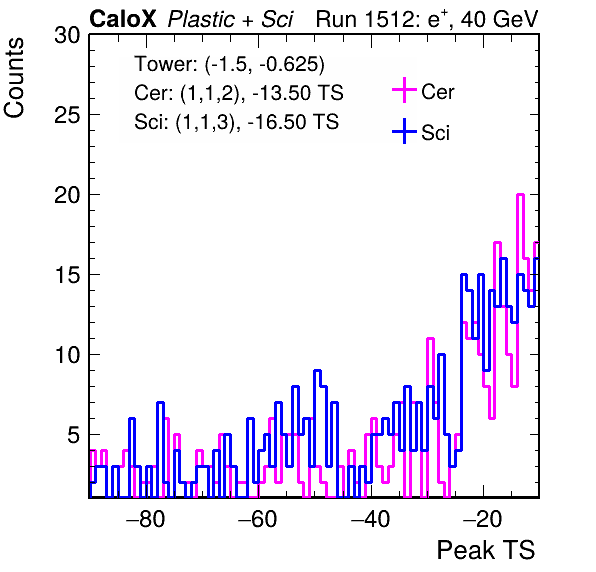 CaloX Plastic + Sci Run 1512: e+, 40 GeV
Counts
30
25
20
15
10
5
Tower: (-1.5, -0.625)
Cer: (1,1,2), -13.50 TS
Sci: (1,1,3), -16.50 TS
Cer
Sci
−80 −60 −40 −20
Peak TS